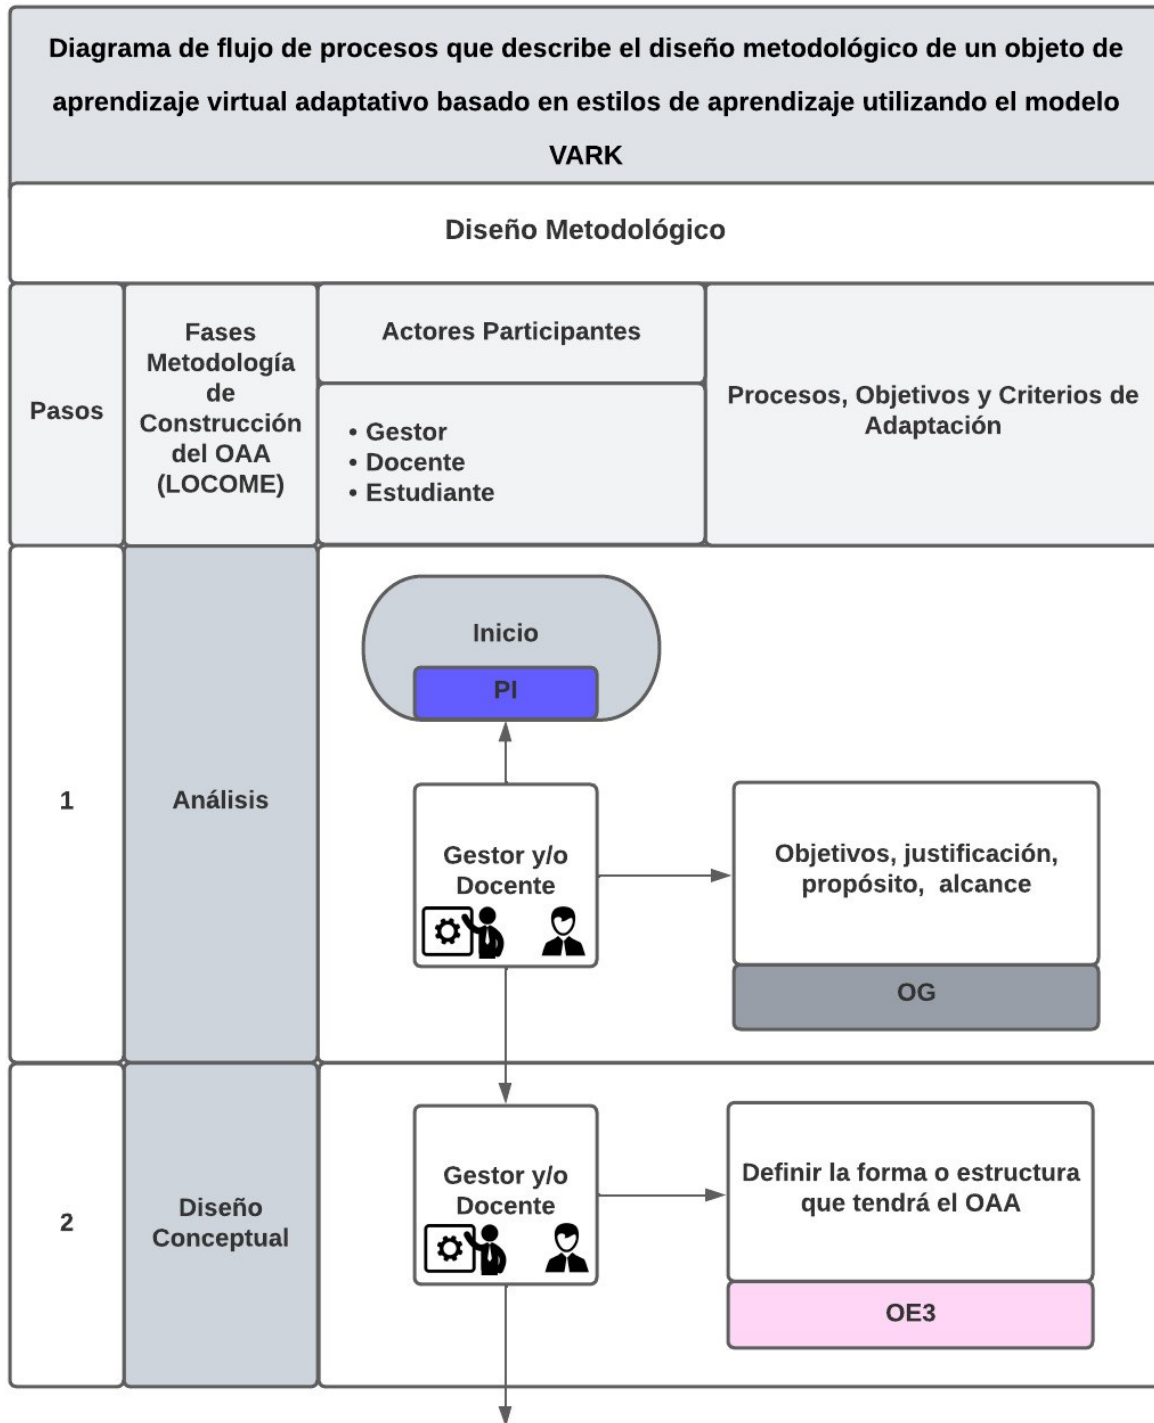 Diagrama de flujo de procesos que describe el diseño metodológico de un objeto de
aprendizaje virtual adaptativo basado en estilos de aprendizaje utilizando el modelo
VARK
Diseño Metodológico
Pasos
Fases
Metodología
de
Construcción
del OAA
(LOCOME)
Actores Participantes
• Gestor
• Docente
• Estudiante
Procesos, Objetivos y Criterios de
Adaptación
Inicio
PI
1
Análisis
Gestor y/o
Docente
Objetivos, justificación,
propósito, alcance
OG
2
Diseño
Conceptual
Gestor y/o
Docente
Definir la forma o estructura
que tendrá el OAA
OE3